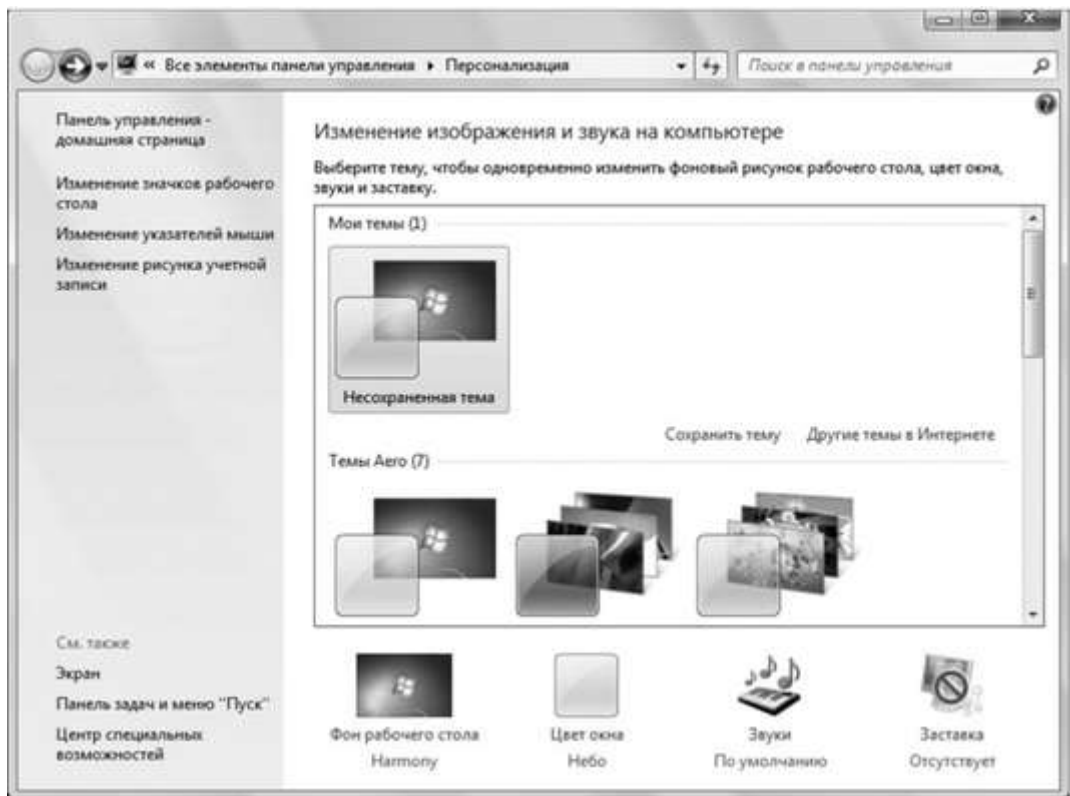 « Все элементы панели управления ▸ Персонализация
Поиск в панели управления
Панель управления -
домашняя страница
Изменение значков рабочего
стола
Изменение указателей мыши
Изменение рисунка учетной
записи
См. также
Экран
Панель задач и меню "Пуск"
Центр специальных
возможностей
Изменение изображения и звука на компьютере
Выберите тему, чтобы одновременно изменить фоновый рисунок рабочего стола, цвет окна,
звуки и заставку.
Мои темы (1)
Несохраненная тема
Сохранить тему Другие темы в Интернете
Темы Aero (7)
Фон рабочего стола
Harmony
Цвет окна
Небо
Звуки
По умолчанию
Заставка
Отсутствует